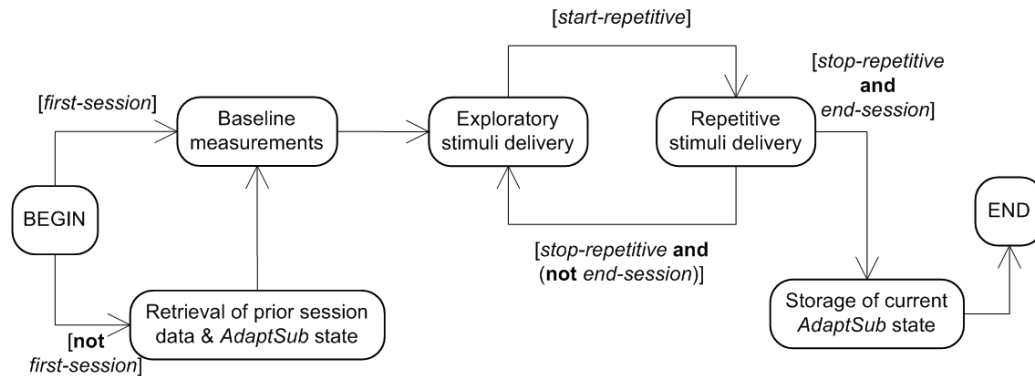 [start-repetitive]
[stop-repetitive
and
end-session]
[first-session]
Baseline
measurements
Exploratory
stimuli delivery
Repetitive
stimuli delivery
BEGIN
END
[stop-repetitive and
(not end-session)]
Retrieval of prior session
data & AdaptSub state
Storage of current
AdaptSub state
[not
first-session]